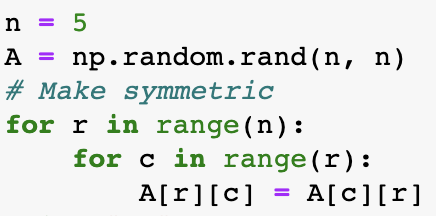 n = 5
A = np.random.rand(n, n)
# Make symmetric
for r in range(n):
    for c in range(r):
        A[r][c] = A[c][r]